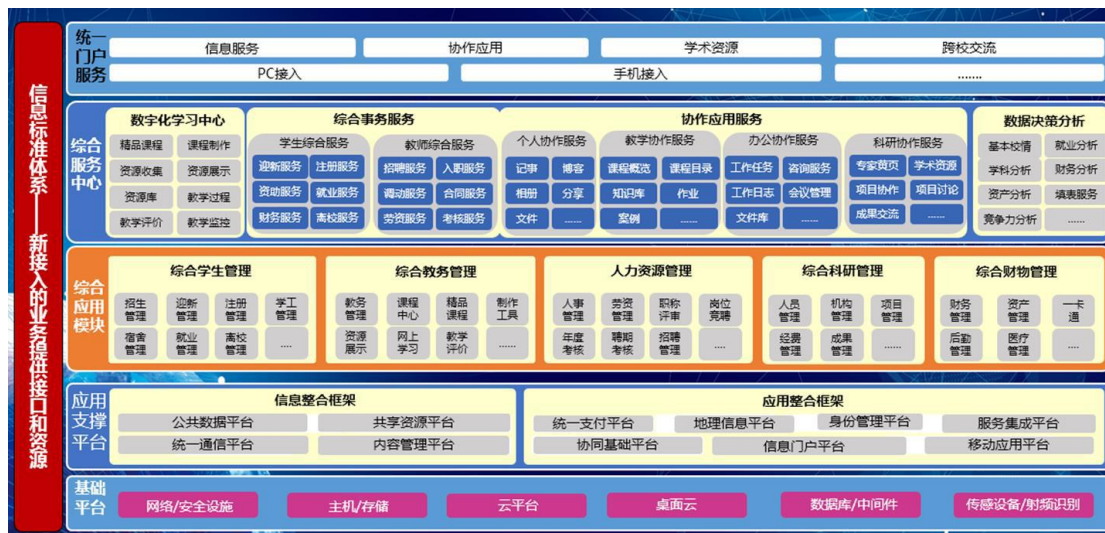 信息标准体系——新接入的业务提供接口和资源
统一门户服务
信息服务 协作应用 学术资源 跨校交流
PC接入 手机接入 .......
综合服务中心
数字化学习中心
精品课程 课程制作
资源收集 资源展示
资源库 教学过程
教学评价 教学监控
综合事务服务
学生综合服务
迎新服务 注册服务
资助服务 就业服务
财务服务 离校服务
教师综合服务
招聘服务 入职服务
调动服务 合同服务
劳资服务 考核服务
协作应用服务
个人协作服务
记事 博客
相册 分享
文件 ......
教学协作服务
课程概览 课程目录
知识库 作业
案例 ......
办公协作服务
工作任务 咨询服务
工作日志 会议管理
文件库 ......
科研协作服务
专家黄页 学术资源
项目协作 项目讨论
成果交流 ......
数据决策分析
基本校情 就业分析
学科分析 财务分析
资产分析 填表服务
竞争力分析 ......
综合应用模块
综合学生管理
招生管理 迎新管理 注册管理 学工管理
宿舍管理 就业管理 离校管理 ....
综合教务管理
教务管理 课程中心 精品课程 制作工具
资源展示 网上学习 教学评价 ......
人力资源管理
人事管理 劳资管理 职称评审 岗位竞聘
年度考核 聘期考核 招聘管理 ....
综合科研管理
人员管理 机构管理 项目管理
经费管理 成果管理 ......
综合财物管理
财务管理 资产管理 一卡通
后勤管理 医疗管理 ....
应用支撑平台
信息整合框架
公共数据平台 共享资源平台
统一通信平台 内容管理平台
应用整合框架
统一支付平台 地理信息平台 身份管理平台 服务集成平台
协同基础平台 信息门户平台 移动应用平台
基础平台
网络/安全设施 主机/存储 云平台 桌面云 数据库/中间件 传感设备/射频识别